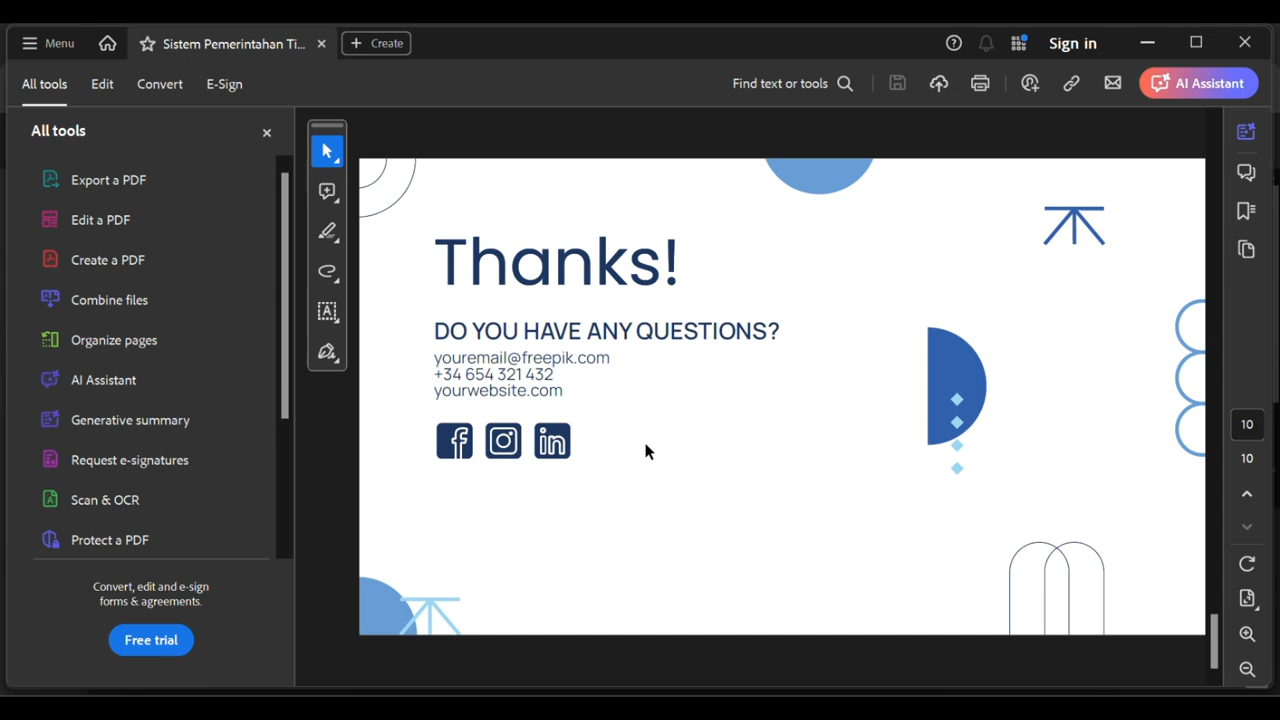 Menu
Sistem Pemerintahan Ti...
Create
Sign in
All tools
Edit
Convert
E-Sign
Find text or tools
AI Assistant
All tools
Export a PDF
Edit a PDF
Create a PDF
Combine files
Organize pages
AI Assistant
Generative summary
Request e-signatures
Scan & OCR
Protect a PDF
Convert, edit and e-sign
forms & agreements.
Free trial
Thanks!
DO YOU HAVE ANY QUESTIONS?
youremail@freepik.com
+34 654 321 432
yourwebsite.com
10
10